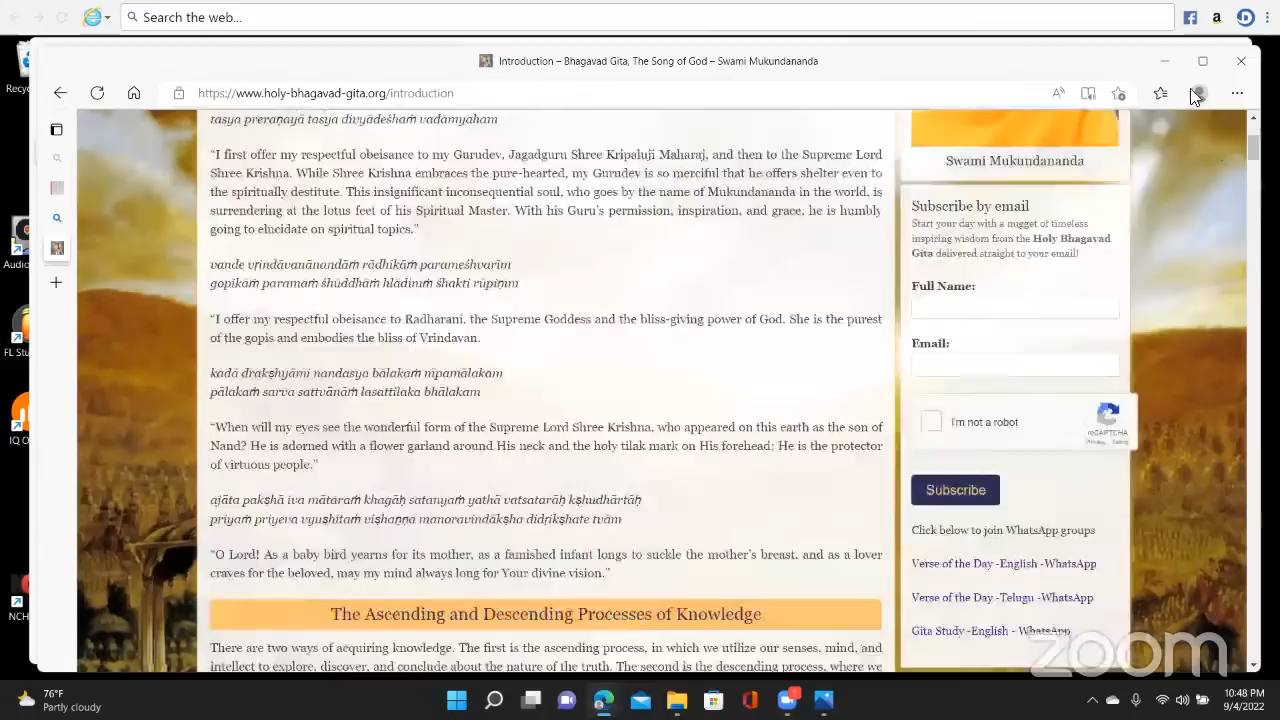 Search the web...
Introduction – Bhagavad Gita, The Song of God – Swami Mukundananda
https://www.holy-bhagavad-gita.org/introduction
Recyc
Audio
FL Stu
IQ O
NCH
tasya preraṇayā tasya divyādeśhaṁ vadāmyaham
“I first offer my respectful obeisance to my Gurudev, Jagadguru Shree Kripaluji Maharaj, and then to the Supreme Lord
Shree Krishna. While Shree Krishna embraces the pure-hearted, my Gurudev is so merciful that he offers shelter even to
the spiritually destitute. This insignificant inconsequential soul, who goes by the name of Mukundananda in the world, is
surrendering at the lotus feet of his Spiritual Master. With his Guru’s permission, inspiration, and grace, he is humbly
going to elucidate on spiritual topics.”
vande vṛindāvanānandāṁ rādhikāṁ parameśhvarīm
gopikāṁ paramāṁ śhuddhāṁ hlādinīṁ śhakti rūpiṇīm
“I offer my respectful obeisance to Radharani, the Supreme Goddess and the bliss-giving power of God. She is the purest
of the gopis and embodies the bliss of Vrindavan.
kadā drakṣhyāmi nandasya bālakaṁ nīpamālakam
pālakaṁ sarva sattvānāṁ lasattilaka bhālakam
“When will my eyes see the wonderful form of the Supreme Lord Shree Krishna, who appeared on this earth as the son of
Nand? He is adorned with a flower garland around His neck and the holy tilak mark on His forehead; He is the protector
of virtuous people.”
ajāta pakṣhā iva mātaraṁ khagāḥ satanyaṁ yathā vatsatarāḥ kṣhudhārtāḥ
priyaṁ priyeva vyuṣhitaṁ viṣhaṇṇa manoravindākṣha didṛikṣhate tvām
“O Lord! As a baby bird yearns for its mother, as a famished infant longs to suckle the mother’s breast, and as a lover
craves for the beloved, may my mind always long for Your divine vision.”
The Ascending and Descending Processes of Knowledge
There are two ways of acquiring knowledge. The first is the ascending process, in which we utilize our senses, mind, and
intellect to explore, discover, and conclude about the nature of the truth. The second is the descending process, where we
Swami Mukundananda
Subscribe by email
Start your day with a nugget of timeless
inspiring wisdom from the Holy Bhagavad
Gita delivered straight to your email!
Full Name:
Email:
I'm not a robot
reCAPTCHA
Subscribe
Click below to join WhatsApp groups
Verse of the Day -English -WhatsApp
Verse of the Day -Telugu -WhatsApp
Gita Study -English - WhatsApp
zoom
76°F
Partly cloudy
10:48 PM
9/4/2022